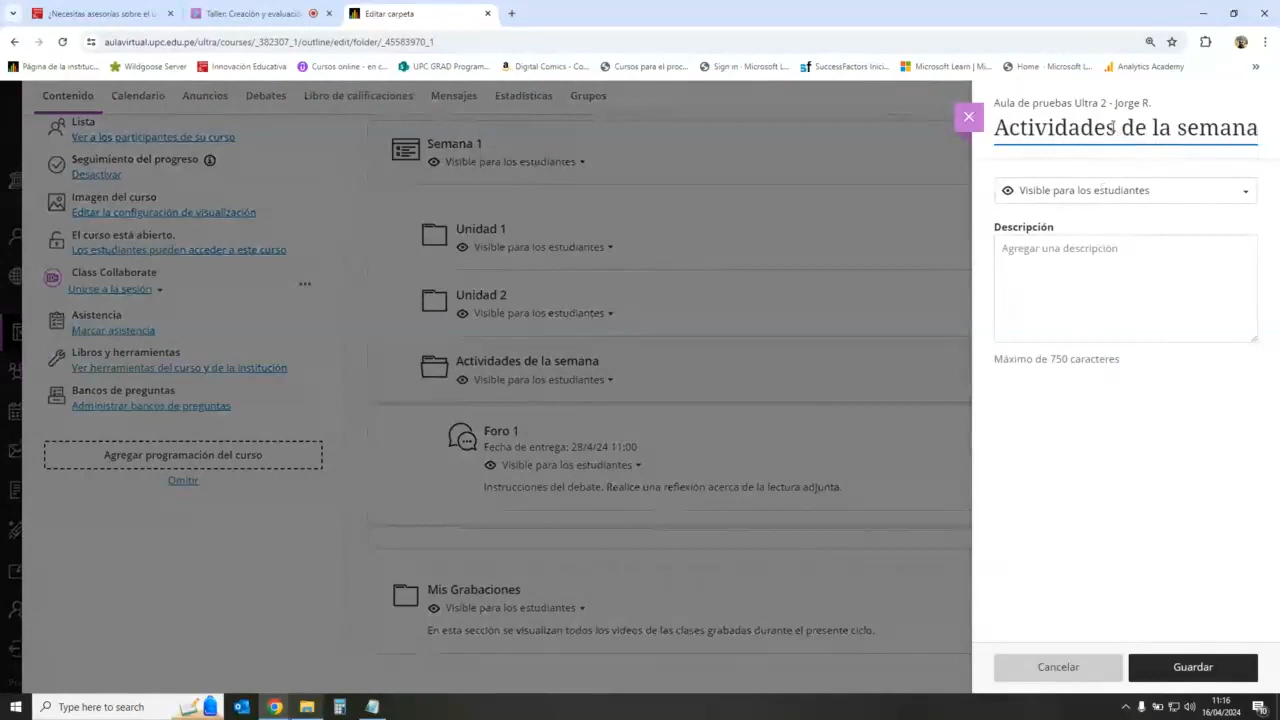 ¿Necesitas asesorías sobre el u
Taller: Creación y evaluació
Editar carpeta
aulavirtual.upc.edu.pe/ultra/courses/_382307_1/outline/edit/folder/_45583970_1
Página de la instituc...
Wildgoose Server
Innovación Educativa
Cursos online - en c...
UPC GRAD Program...
Digital Comics - Co...
Cursos para el proc...
Sign in - Microsoft L...
SuccessFactors Inici...
Microsoft Learn | Mi...
Home - Microsoft L...
Analytics Academy
Contenido
Calendario
Anuncios
Debates
Libro de calificaciones
Mensajes
Estadísticas
Grupos
Lista
Ver a los participantes de su curso
Seguimiento del progreso
Desactivar
Imagen del curso
Editar la configuración de visualización
El curso está abierto.
Los estudiantes pueden acceder a este curso
Class Collaborate
Unirse a la sesión
Asistencia
Marcar asistencia
Libros y herramientas
Ver herramientas del curso y de la institución
Bancos de preguntas
Administrar bancos de preguntas
Agregar programación del curso
Omitir
Semana 1
Visible para los estudiantes
Unidad 1
Visible para los estudiantes
Unidad 2
Visible para los estudiantes
Actividades de la semana
Visible para los estudiantes
Foro 1
Fecha de entrega: 28/4/24 11:00
Visible para los estudiantes
Instrucciones del debate. Realice una reflexión acerca de la lectura adjunta.
Mis Grabaciones
Visible para los estudiantes
En esta sección se visualizan todos los videos de las clases grabadas durante el presente ciclo.
Aula de pruebas Ultra 2 - Jorge R.
Actividades de la semana
Visible para los estudiantes
Descripción
Agregar una descripción
Máximo de 750 caracteres
Cancelar
Guardar
Type here to search
11:16
16/04/2024